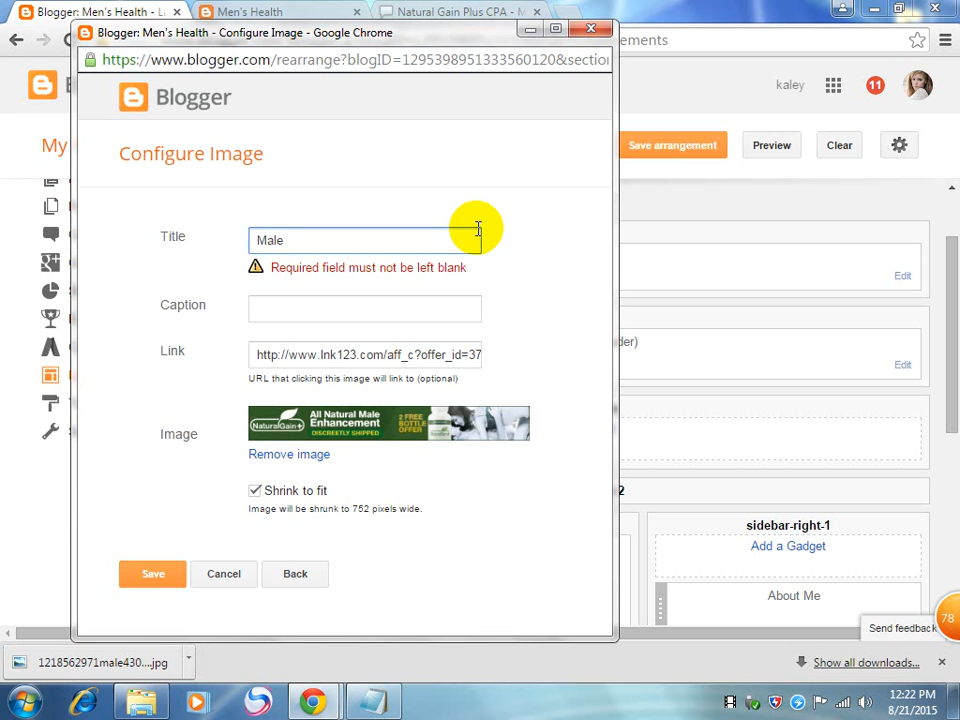 Blogger: Men's Health - L
Men's Health
Natural Gain Plus CPA - M
Blogger: Men's Health - Configure Image - Google Chrome
https://www.blogger.com/rearrange?blogID=1295398951333560120&section
ements
Blogger
kaley
11
Configure Image
My
Save arrangement
Preview
Clear
Title
Male
Required field must not be left blank
Edit
Caption
der)
Link
http://www.lnk123.com/aff_c?offer_id=37
Edit
URL that clicking this image will link to (optional)
Image
NaturalGain+
All Natural Male
Enhancement
DISCREETLY SHIPPED
2 FREE
BOTTLE
OFFER
Remove image
Shrink to fit
2
Image will be shrunk to 752 pixels wide.
sidebar-right-1
Add a Gadget
Save
Cancel
Back
About Me
78
Send feedback
1218562971male430....jpg
Show all downloads...
12:22 PM
8/21/2015